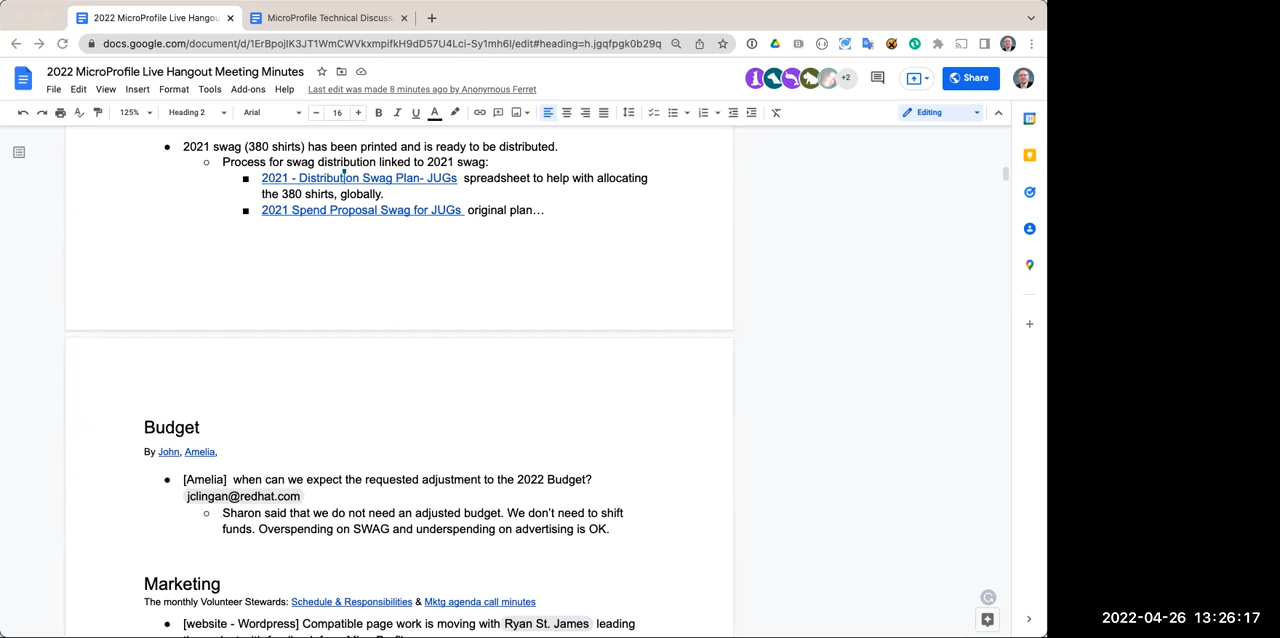 2022 MicroProfile Live Hangou
MicroProfile Technical Discuss
docs.google.com/document/d/1ErBpojIK3JT1WmCWVkxmpifkH9dD57U4Lci-Sy1mh6I/edit#heading=h.jgqfpgk0b29q
2022 MicroProfile Live Hangout Meeting Minutes
+2
Share
File Edit View Insert Format Tools Add-ons Help Last edit was made 8 minutes ago by Anonymous Ferret
125% Heading 2 Arial 16 B I U A Editing
2021 swag (380 shirts) has been printed and is ready to be distributed.
Process for swag distribution linked to 2021 swag:
2021 - Distribution Swag Plan- JUGs spreadsheet to help with allocating
the 380 shirts, globally.
2021 Spend Proposal Swag for JUGs original plan…
Budget
By John, Amelia,
[Amelia] when can we expect the requested adjustment to the 2022 Budget?
jclingan@redhat.com
Sharon said that we do not need an adjusted budget. We don't need to shift
funds. Overspending on SWAG and underspending on advertising is OK.
Marketing
The monthly Volunteer Stewards: Schedule & Responsibilities & Mktg agenda call minutes
[website - Wordpress] Compatible page work is moving with Ryan St. James leading
2022-04-26 13:26:17